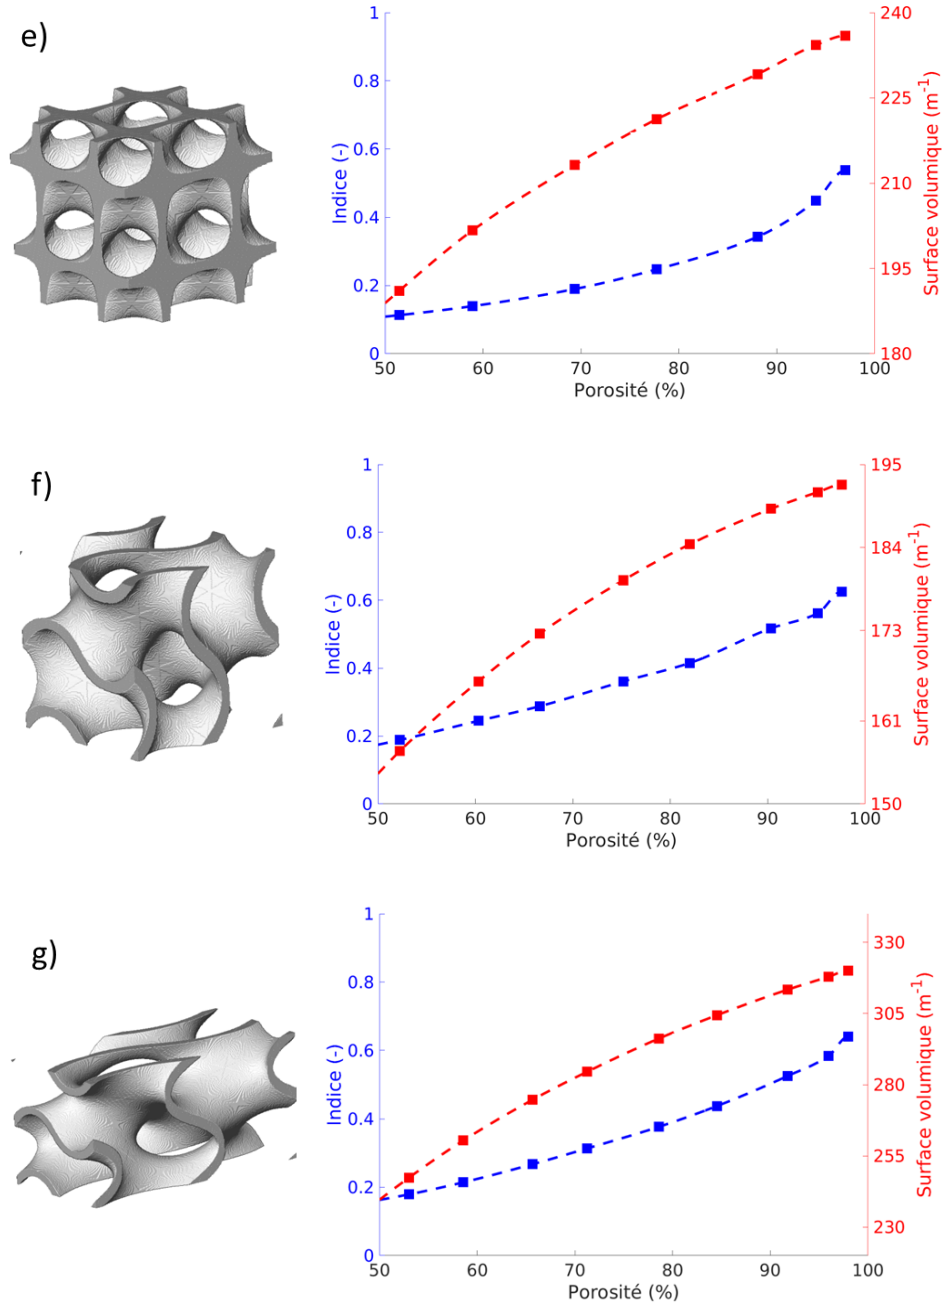 e)
1
0.8
0.6
0.4
0.2
0
Indice (-)
240
225
210
195
180
Surface volumique (m-1)
50 60 70 80 90 100
Porosité (%)
f)
1
0.8
0.6
0.4
0.2
0
Indice (-)
195
184
173
161
150
Surface volumique (m-1)
50 60 70 80 90 100
Porosité (%)
g)
1
0.8
0.6
0.4
0.2
0
Indice (-)
330
305
280
255
230
Surface volumique (m-1)
50 60 70 80 90 100
Porosité (%)